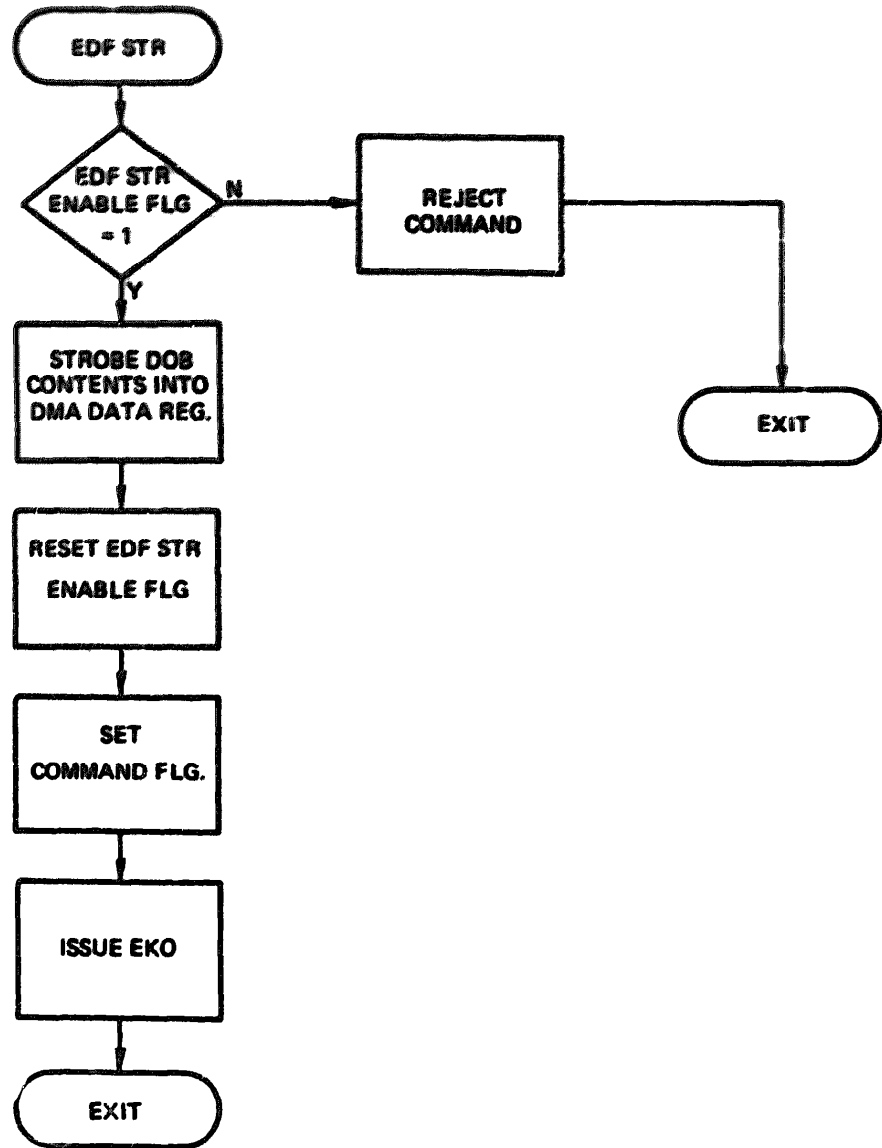 EDF STR
EDF STR
ENABLE FLG
= 1
N
Y
REJECT
COMMAND
EXIT
STROBE DOB
CONTENTS INTO
DMA DATA REG.
RESET EDF STR
ENABLE FLG
SET
COMMAND FLG.
ISSUE EKO
EXIT